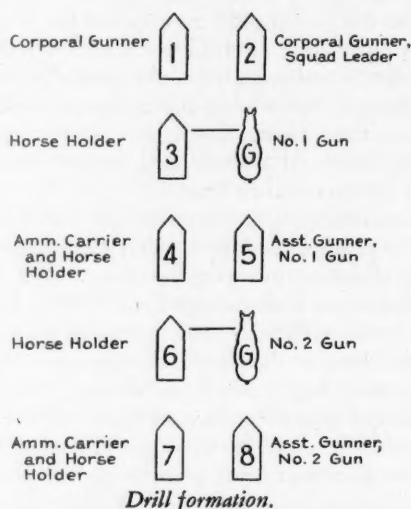 Corporal Gunner
1
2
Corporal Gunner,
Squad Leader
Horse Holder
3
G
No. 1 Gun
Amm. Carrier
and Horse
Holder
4
5
Asst. Gunner,
No. 1 Gun
Horse Holder
6
G
No. 2 Gun
Amm. Carrier
and Horse
Holder
7
8
Asst. Gunner,
No. 2 Gun
Drill formation.